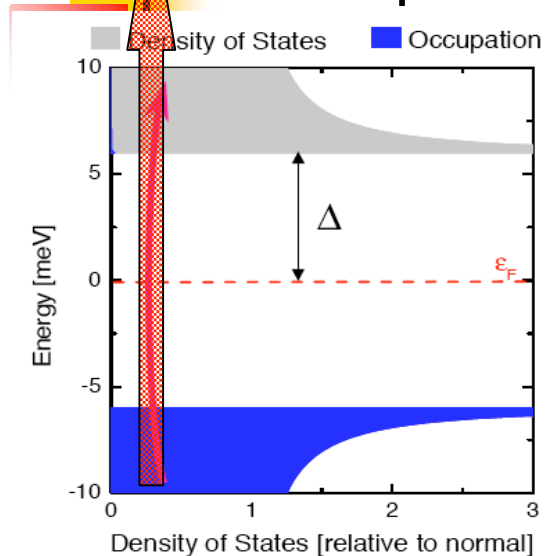 Density of States
Occupation
10
5
0
-5
-10
Energy [meV]
Δ
εF
0
1
2
3
Density of States [relative to normal]